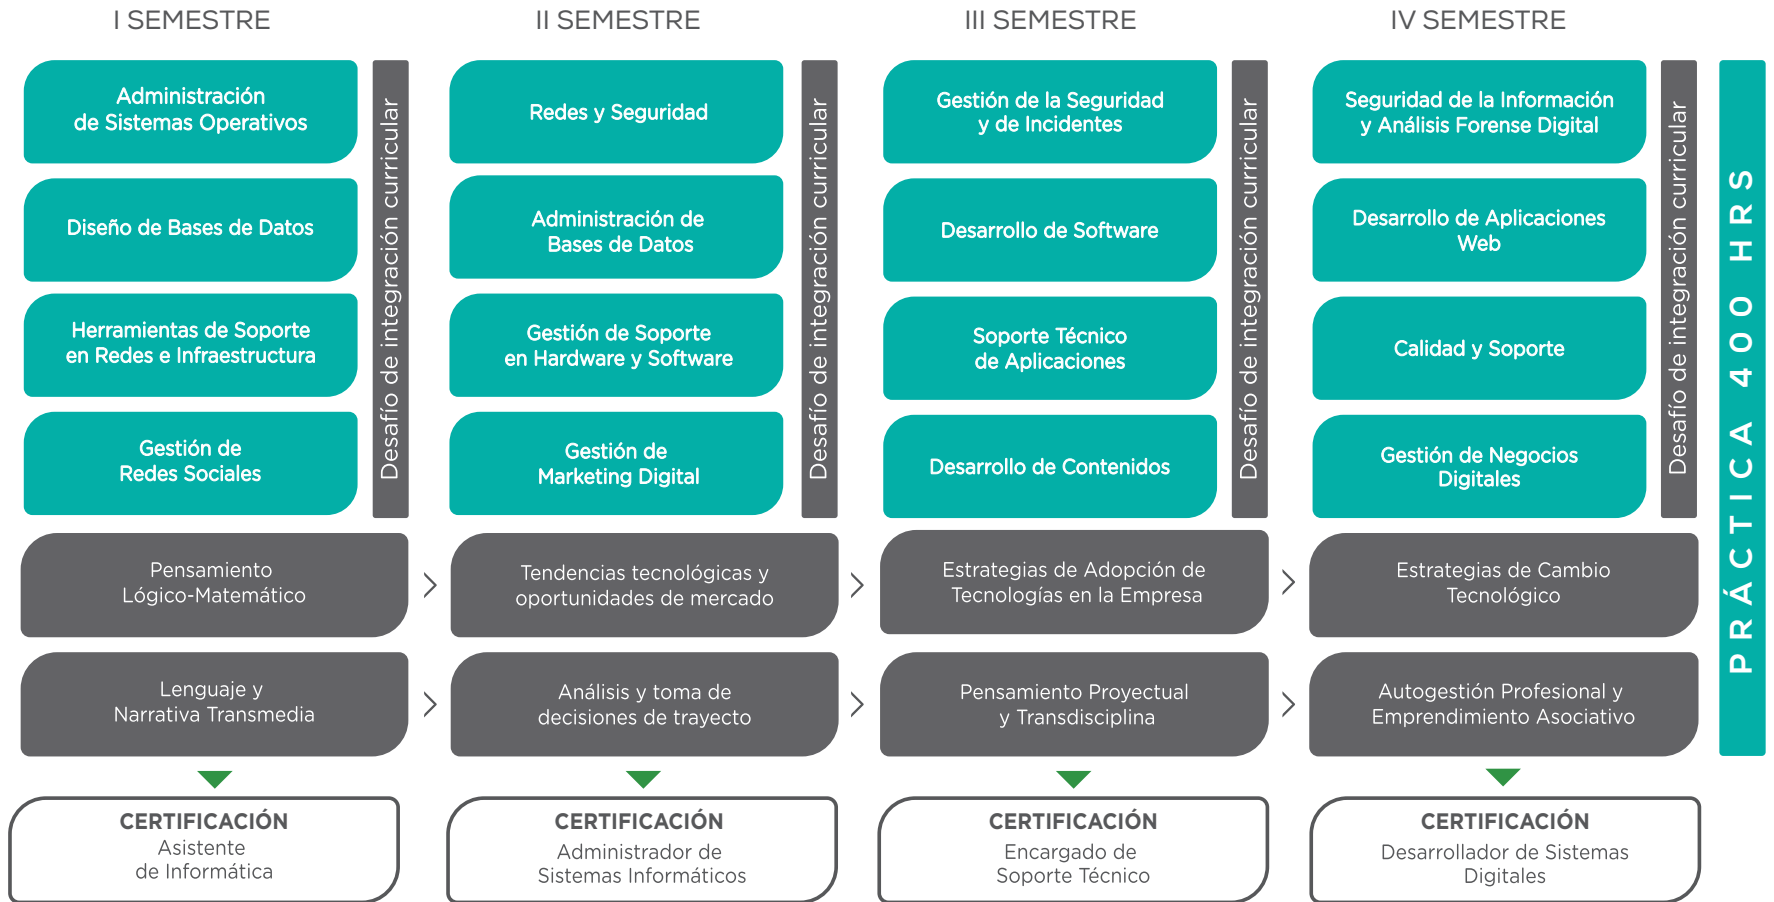 I SEMESTRE
Administración
de Sistemas Operativos
Diseño de Bases de Datos
Herramientas de Soporte
en Redes e Infraestructura
Gestión de
Redes Sociales
Desafío de integración curricular
Pensamiento
Lógico-Matemático
Lenguaje y
Narrativa Transmedia
CERTIFICACIÓN
Asistente
de Informática
II SEMESTRE
Redes y Seguridad
Administración de
Bases de Datos
Gestión de Soporte
en Hardware y Software
Gestión de
Marketing Digital
Desafío de integración curricular
Tendencias tecnológicas y
oportunidades de mercado
Análisis y toma de
decisiones de trayecto
CERTIFICACIÓN
Administrador de
Sistemas Informáticos
III SEMESTRE
Gestión de la Seguridad
y de Incidentes
Desarrollo de Software
Soporte Técnico
de Aplicaciones
Desarrollo de Contenidos
Desafío de integración curricular
Estrategias de Adopción de
Tecnologías en la Empresa
Pensamiento Proyectual
y Transdisciplina
CERTIFICACIÓN
Encargado de
Soporte Técnico
IV SEMESTRE
Seguridad de la Información
y Análisis Forense Digital
Desarrollo de Aplicaciones
Web
Calidad y Soporte
Gestión de Negocios
Digitales
Desafío de integración curricular
Estrategias de Cambio
Tecnológico
Autogestión Profesional y
Emprendimiento Asociativo
CERTIFICACIÓN
Desarrollador de Sistemas
Digitales
PRÁCTICA 400 HRS